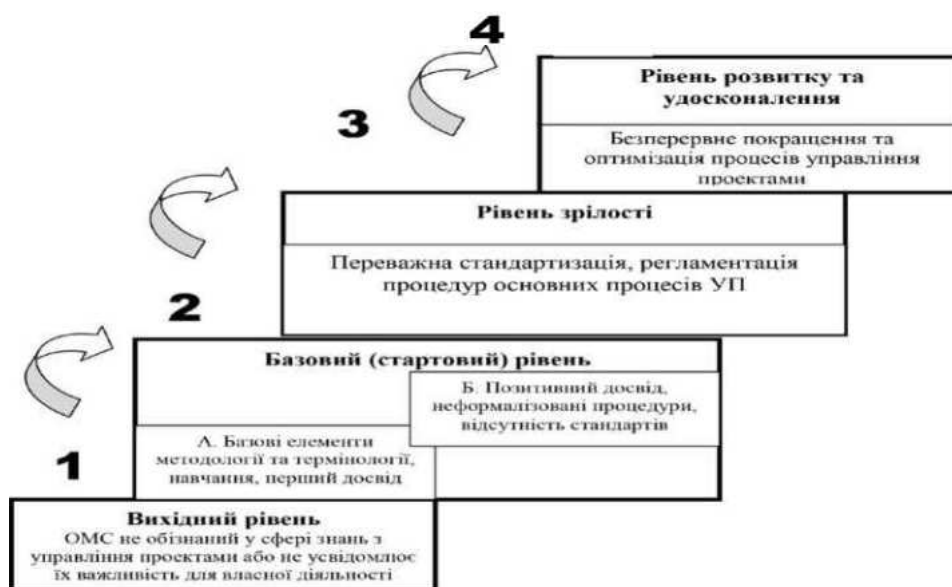 4
Рівень розвитку та
удосконалення
Безперервне покращення та
оптимізація процесів управління
проектами
3
Рівень зрілості
Переважна стандартизація, регламентація
процедур основних процесів УП
2
Базовий (стартовий) рівень
Б. Позитивний досвід,
неформалізовані процедури,
відсутність стандартів
А. Базові елементи
методології та термінології,
навчання, перший досвід
1
Вихідний рівень
ОМС не обізнаний у сфері знань з
управління проектами або не усвідомлює
їх важливість для власної діяльності